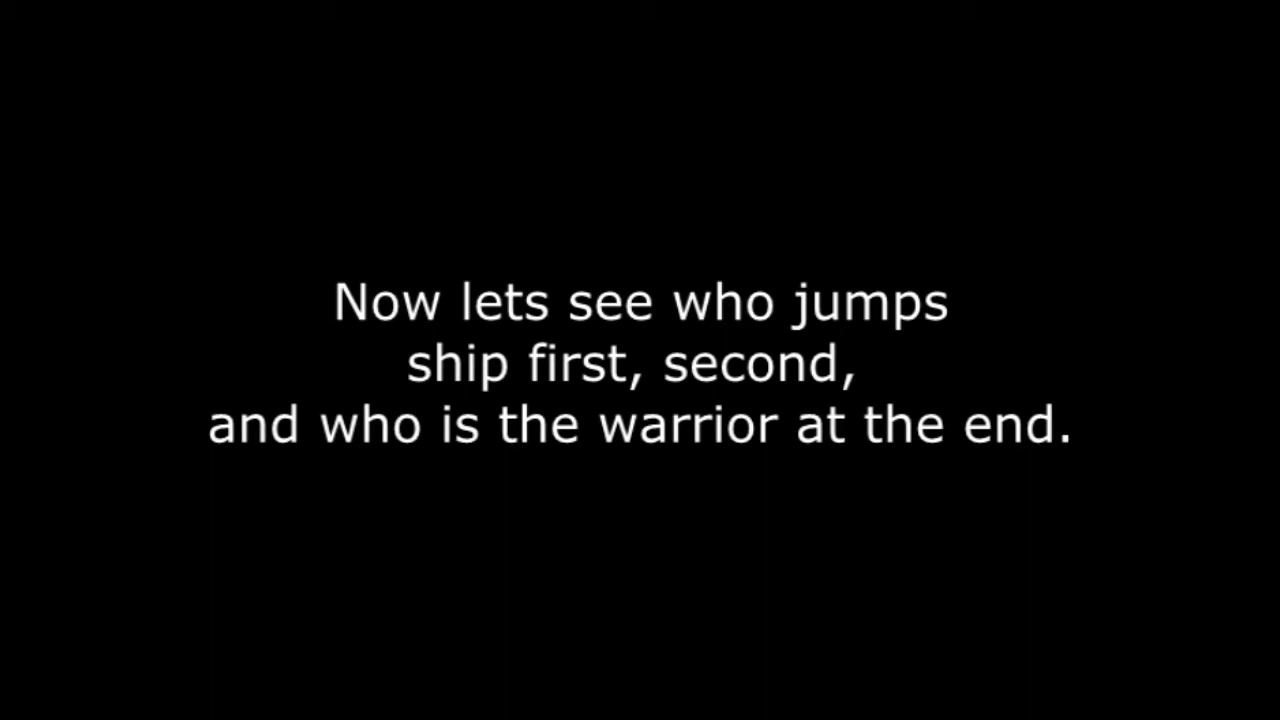 Now lets see who jumps
ship first, second,
and who is the warrior at the end.